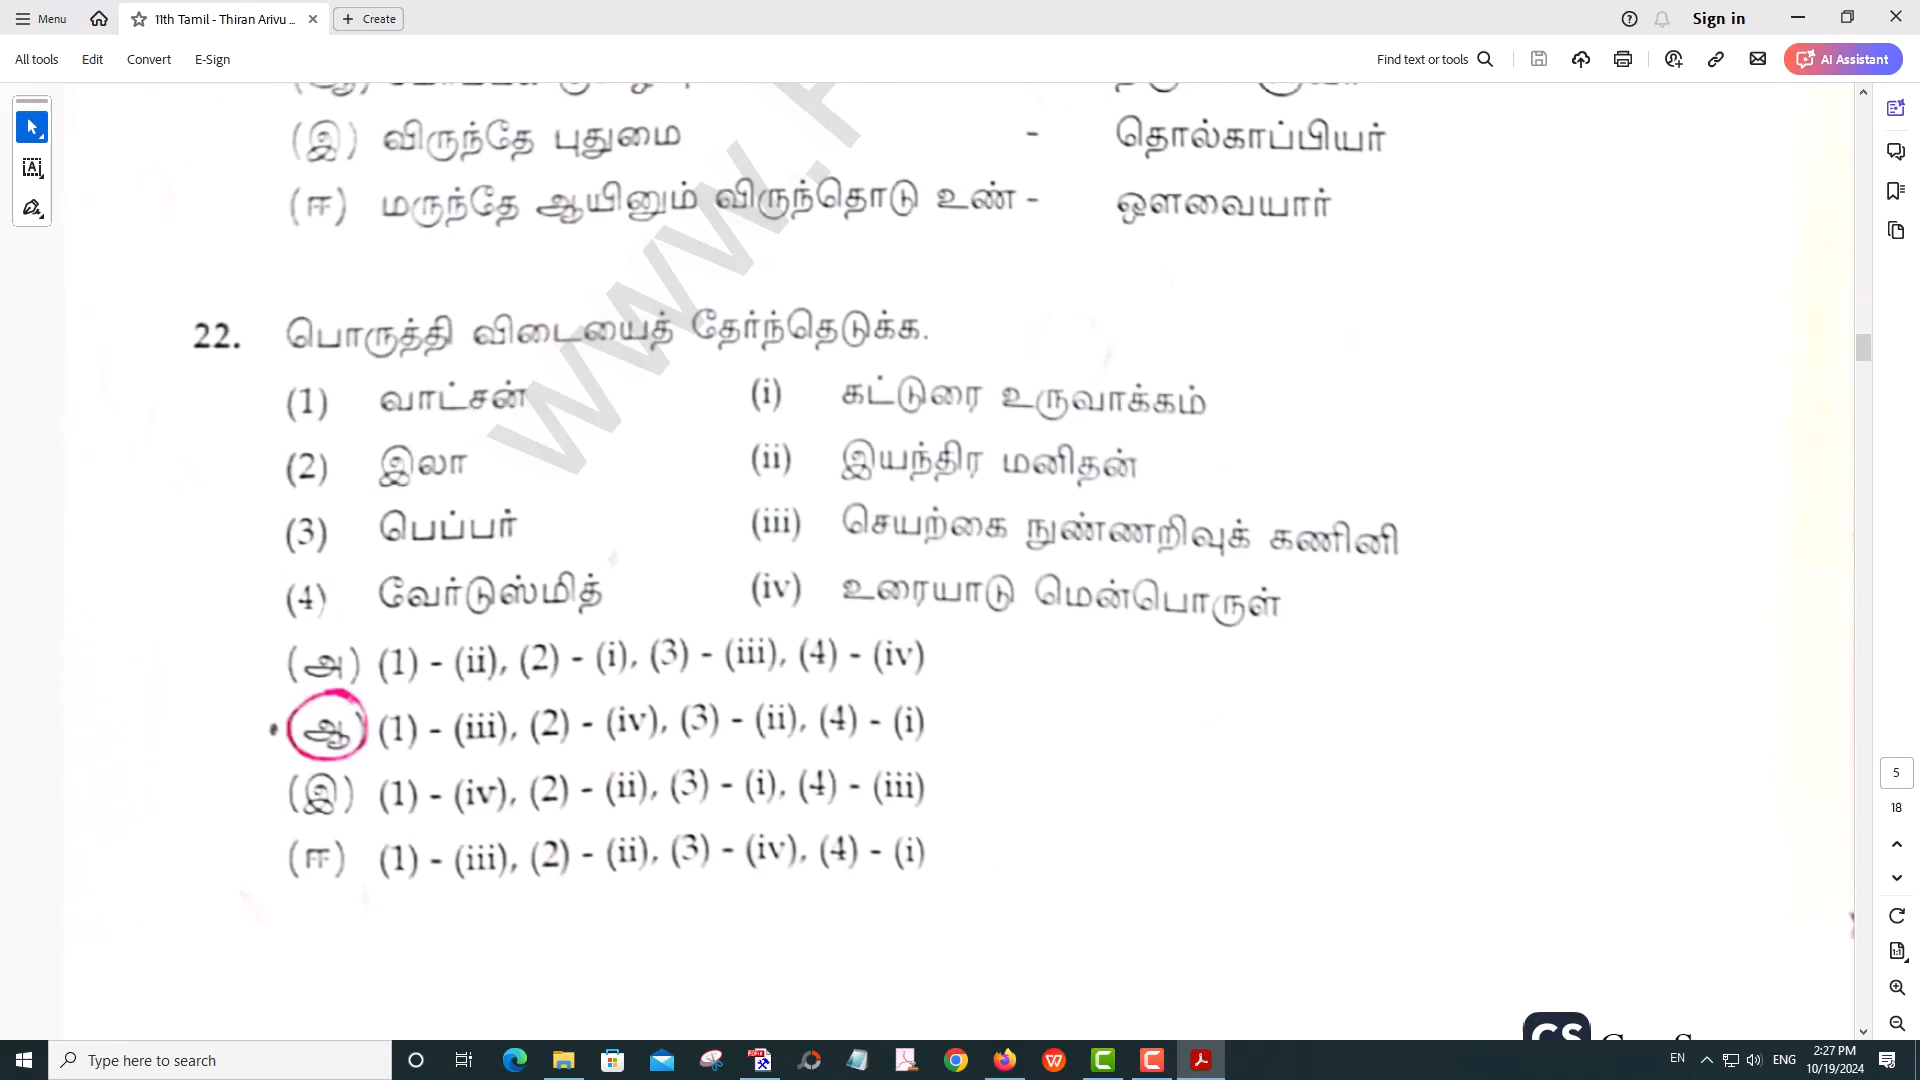 Menu
11th Tamil - Thiran Arivu ...
Create
Sign in
All tools Edit Convert E-Sign
Find text or tools
AI Assistant
(இ) விருந்தே புதுமை - தொல்காப்பியர்
(ஈ) மருந்தே ஆயினும் விருந்தொடு உண் - ஔவையார்
22. பொருத்தி விடையைத் தேர்ந்தெடுக்க.
(1) வாட்சன் (i) கட்டுரை உருவாக்கம்
(2) இலா (ii) இயந்திர மனிதன்
(3) பெப்பர் (iii) செயற்கை நுண்ணறிவுக் கணினி
(4) வேர்டுஸ்மித் (iv) உரையாடு மென்பொருள்
(அ) (1) - (ii), (2) - (i), (3) - (iii), (4) - (iv)
(ஆ) (1) - (iii), (2) - (iv), (3) - (ii), (4) - (i)
(இ) (1) - (iv), (2) - (ii), (3) - (i), (4) - (iii)
(ஈ) (1) - (iii), (2) - (ii), (3) - (iv), (4) - (i)
www.
5
18
CS
Type here to search
EN
ENG
2:27 PM
10/19/2024